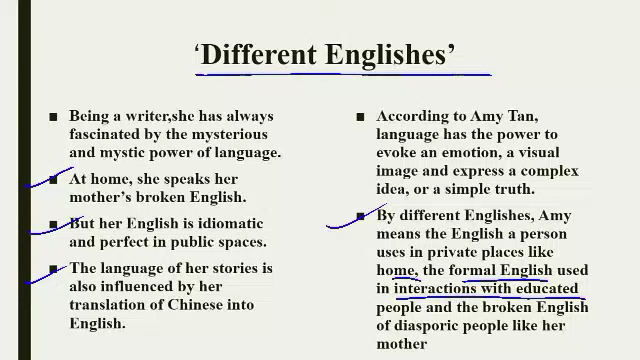 ‘Different Englishes’
■ Being a writer,she has always
fascinated by the mysterious
and mystic power of language.
■ At home, she speaks her
mother’s broken English.
■ But her English is idiomatic
and perfect in public spaces.
■ The language of her stories is
also influenced by her
translation of Chinese into
English.
■ According to Amy Tan,
language has the power to
evoke an emotion, a visual
image and express a complex
idea, or a simple truth.
■ By different Englishes, Amy
means the English a person
uses in private places like
home, the formal English used
in interactions with educated
people and the broken English
of diasporic people like her
mother